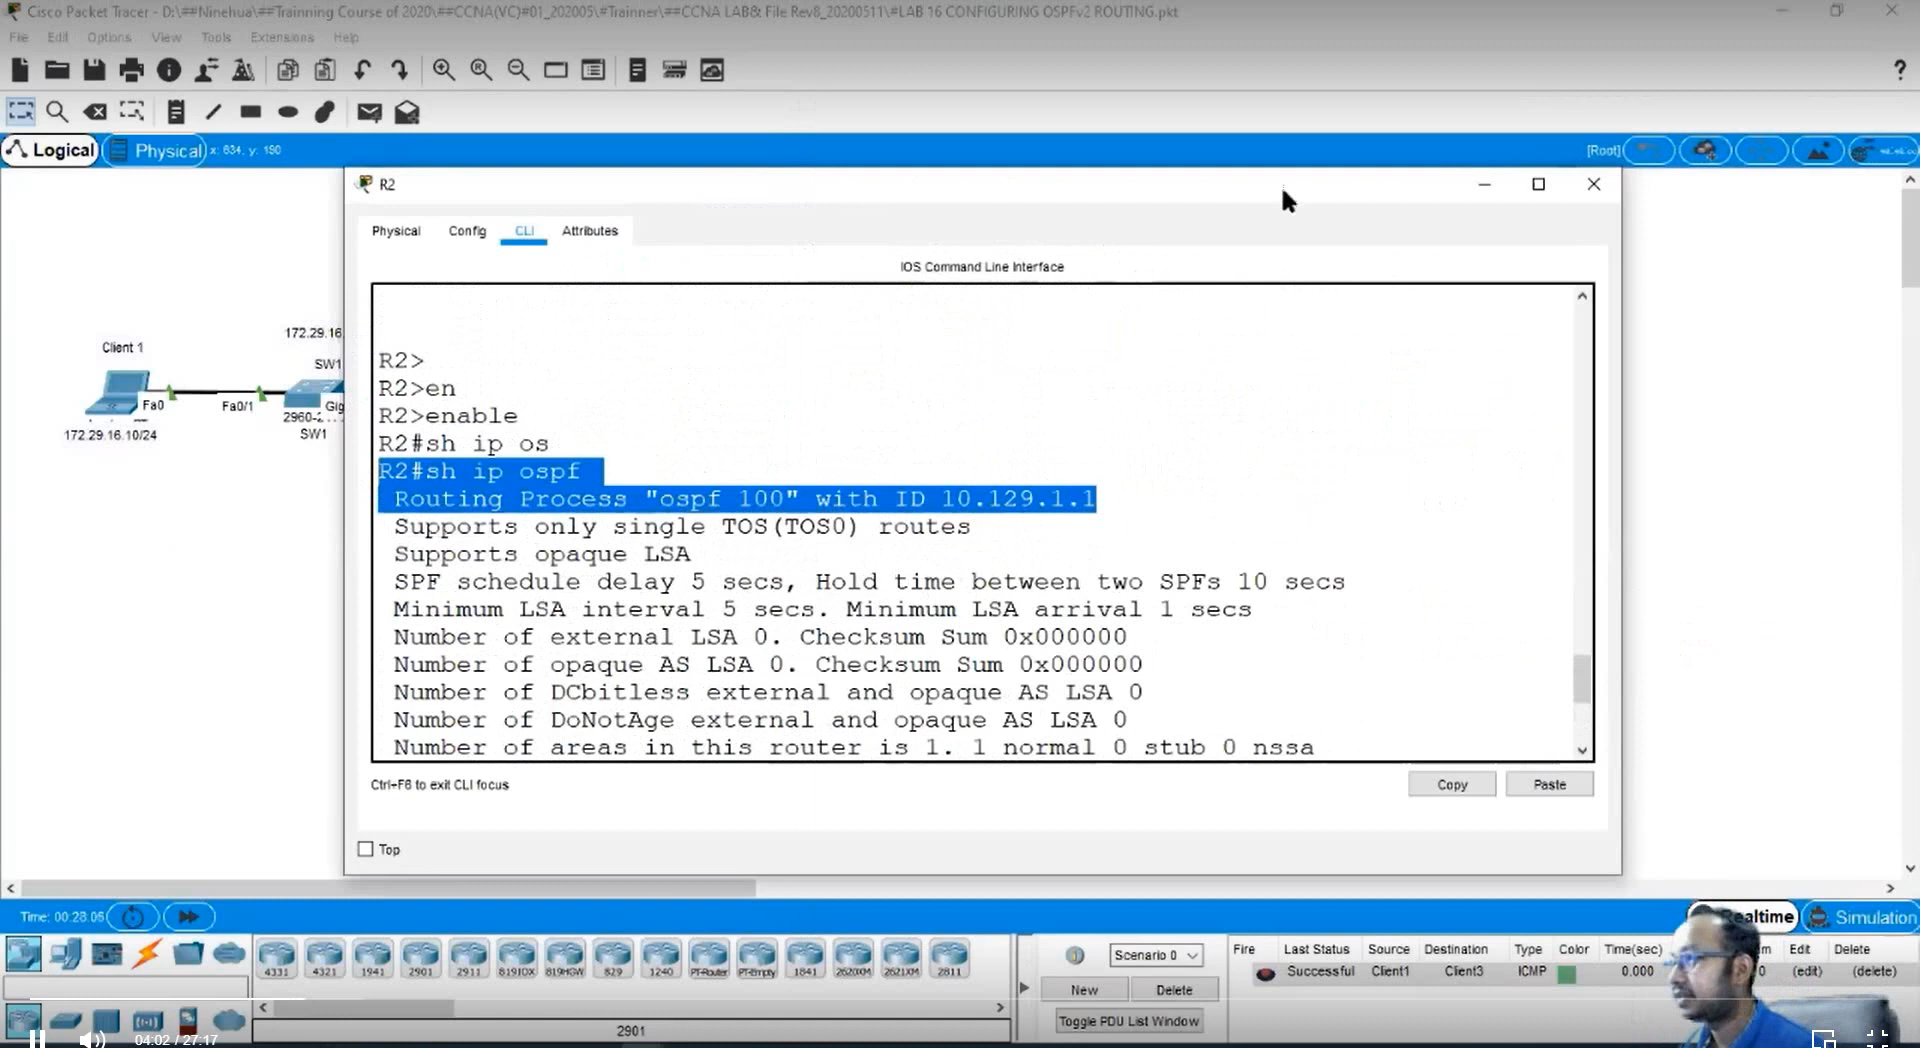 Cisco Packet Tracer - D:\##Ninehua\##Trainning Course of 2020\##CCNA(VC)#01_202005\#Trainner\##CCNA LAB& File Rev8_20200511\#LAB 16 CONFIGURING OSPFv2 ROUTING.pkt
File Edit Options View Tools Extensions Help
?
Logical Physical x: 634, y: 190 [Root]
R2
Physical Config CLI Attributes
IOS Command Line Interface
R2>
R2>en
R2>enable
R2#sh ip os
R2#sh ip ospf
Routing Process "ospf 100" with ID 10.129.1.1
Supports only single TOS(TOS0) routes
Supports opaque LSA
SPF schedule delay 5 secs, Hold time between two SPFs 10 secs
Minimum LSA interval 5 secs. Minimum LSA arrival 1 secs
Number of external LSA 0. Checksum Sum 0x000000
Number of opaque AS LSA 0. Checksum Sum 0x000000
Number of DCbitless external and opaque AS LSA 0
Number of DoNotAge external and opaque AS LSA 0
Number of areas in this router is 1. 1 normal 0 stub 0 nssa
Ctrl+F6 to exit CLI focus
Copy Paste
Top
172.29.16
Client 1
SW1
Fa0
Fa0/1
Gig
2960-2
172.29.16.10/24
SW1
Time: 00:28:05
Realtime Simulation
4331 4321 1941 2901 2911 819IOX 819HGW 829 1240 PT-Router PT-Empty 1841 2620XM 2621XM 2811
2901
Scenario 0
New Delete
Toggle PDU List Window
Fire Last Status Source Destination Type Color Time(sec) Edit Delete
Successful Client1 Client3 ICMP 0.000 0 (edit) (delete)
04:02 / 27:17